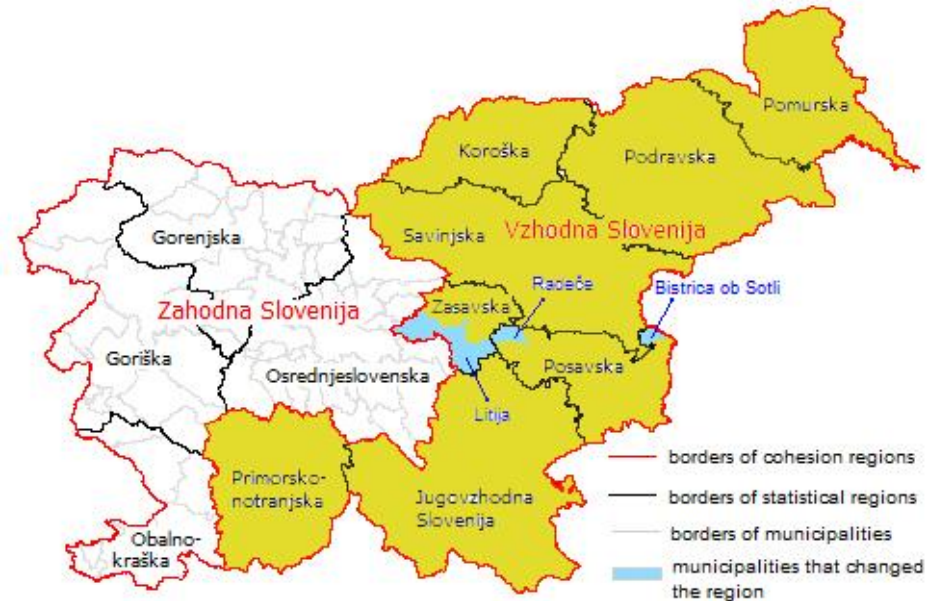 Pomurska
Koroška
Podravska
Gorenjska
Savinjska
Vzhodna Slovenija
Radeče
Bistrica ob Sotli
Zasavska
Zahodna Slovenija
Goriška
Osrednjeslovenska
Posavska
Litija
Primorsko-
notranjska
Jugovzhodna
Slovenija
Obalno-
kraška
borders of cohesion regions
borders of statistical regions
borders of municipalities
municipalities that changed
the region